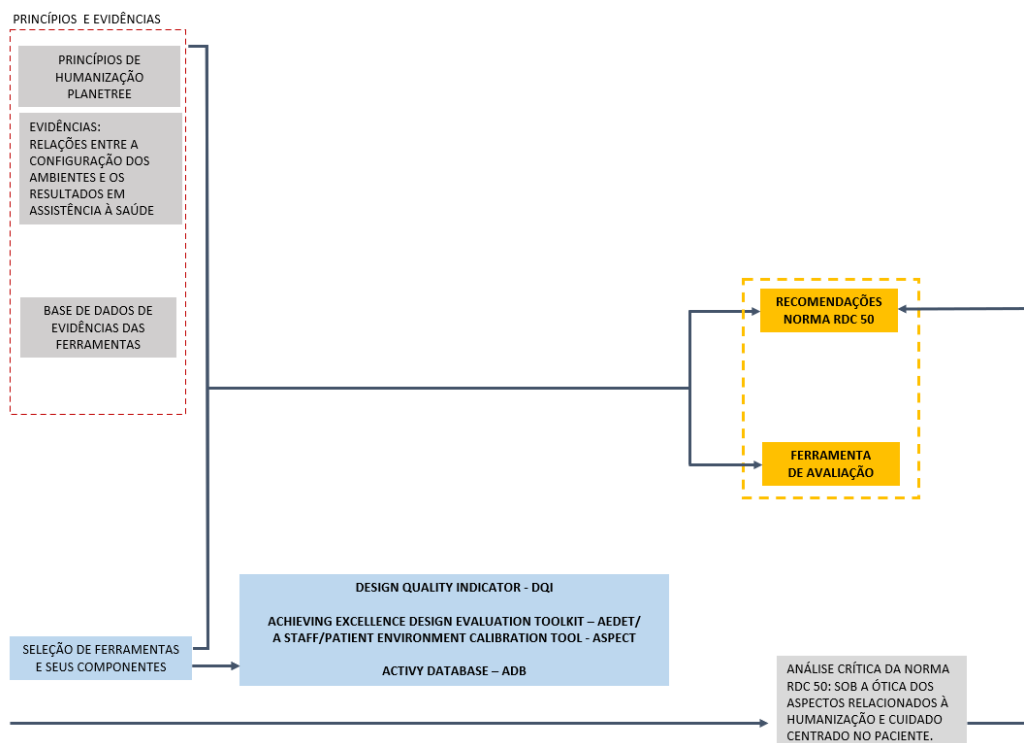 PRINCÍPIOS E EVIDÊNCIAS
PRINCÍPIOS DE
HUMANIZAÇÃO
PLANETREE
EVIDÊNCIAS:
RELAÇÕES ENTRE A
CONFIGURAÇÃO DOS
AMBIENTES E OS
RESULTADOS EM
ASSISTÊNCIA À SAÚDE
BASE DE DADOS DE
EVIDÊNCIAS DAS
FERRAMENTAS
RECOMENDAÇÕES
NORMA RDC 50
FERRAMENTA
DE AVALIAÇÃO
SELEÇÃO DE FERRAMENTAS
E SEUS COMPONENTES
DESIGN QUALITY INDICATOR - DQI
ACHIEVING EXCELLENCE DESIGN EVALUATION TOOLKIT – AEDET/
A STAFF/PATIENT ENVIRONMENT CALIBRATION TOOL - ASPECT
ACTIVY DATABASE – ADB
ANÁLISE CRÍTICA DA NORMA
RDC 50: SOB A ÓTICA DOS
ASPECTOS RELACIONADOS À
HUMANIZAÇÃO E CUIDADO
CENTRADO NO PACIENTE.